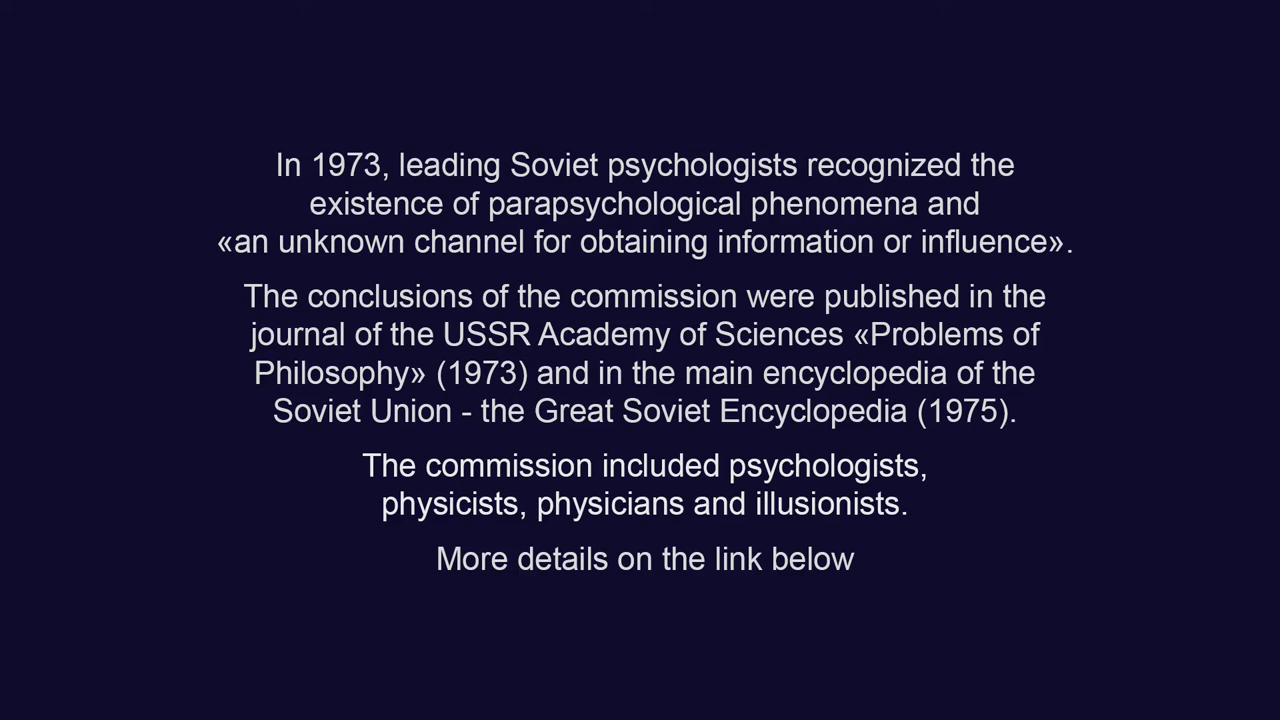 In 1973, leading Soviet psychologists recognized the
existence of parapsychological phenomena and
«an unknown channel for obtaining information or influence».
The conclusions of the commission were published in the
journal of the USSR Academy of Sciences «Problems of
Philosophy» (1973) and in the main encyclopedia of the
Soviet Union - the Great Soviet Encyclopedia (1975).
The commission included psychologists,
physicists, physicians and illusionists.
More details on the link below